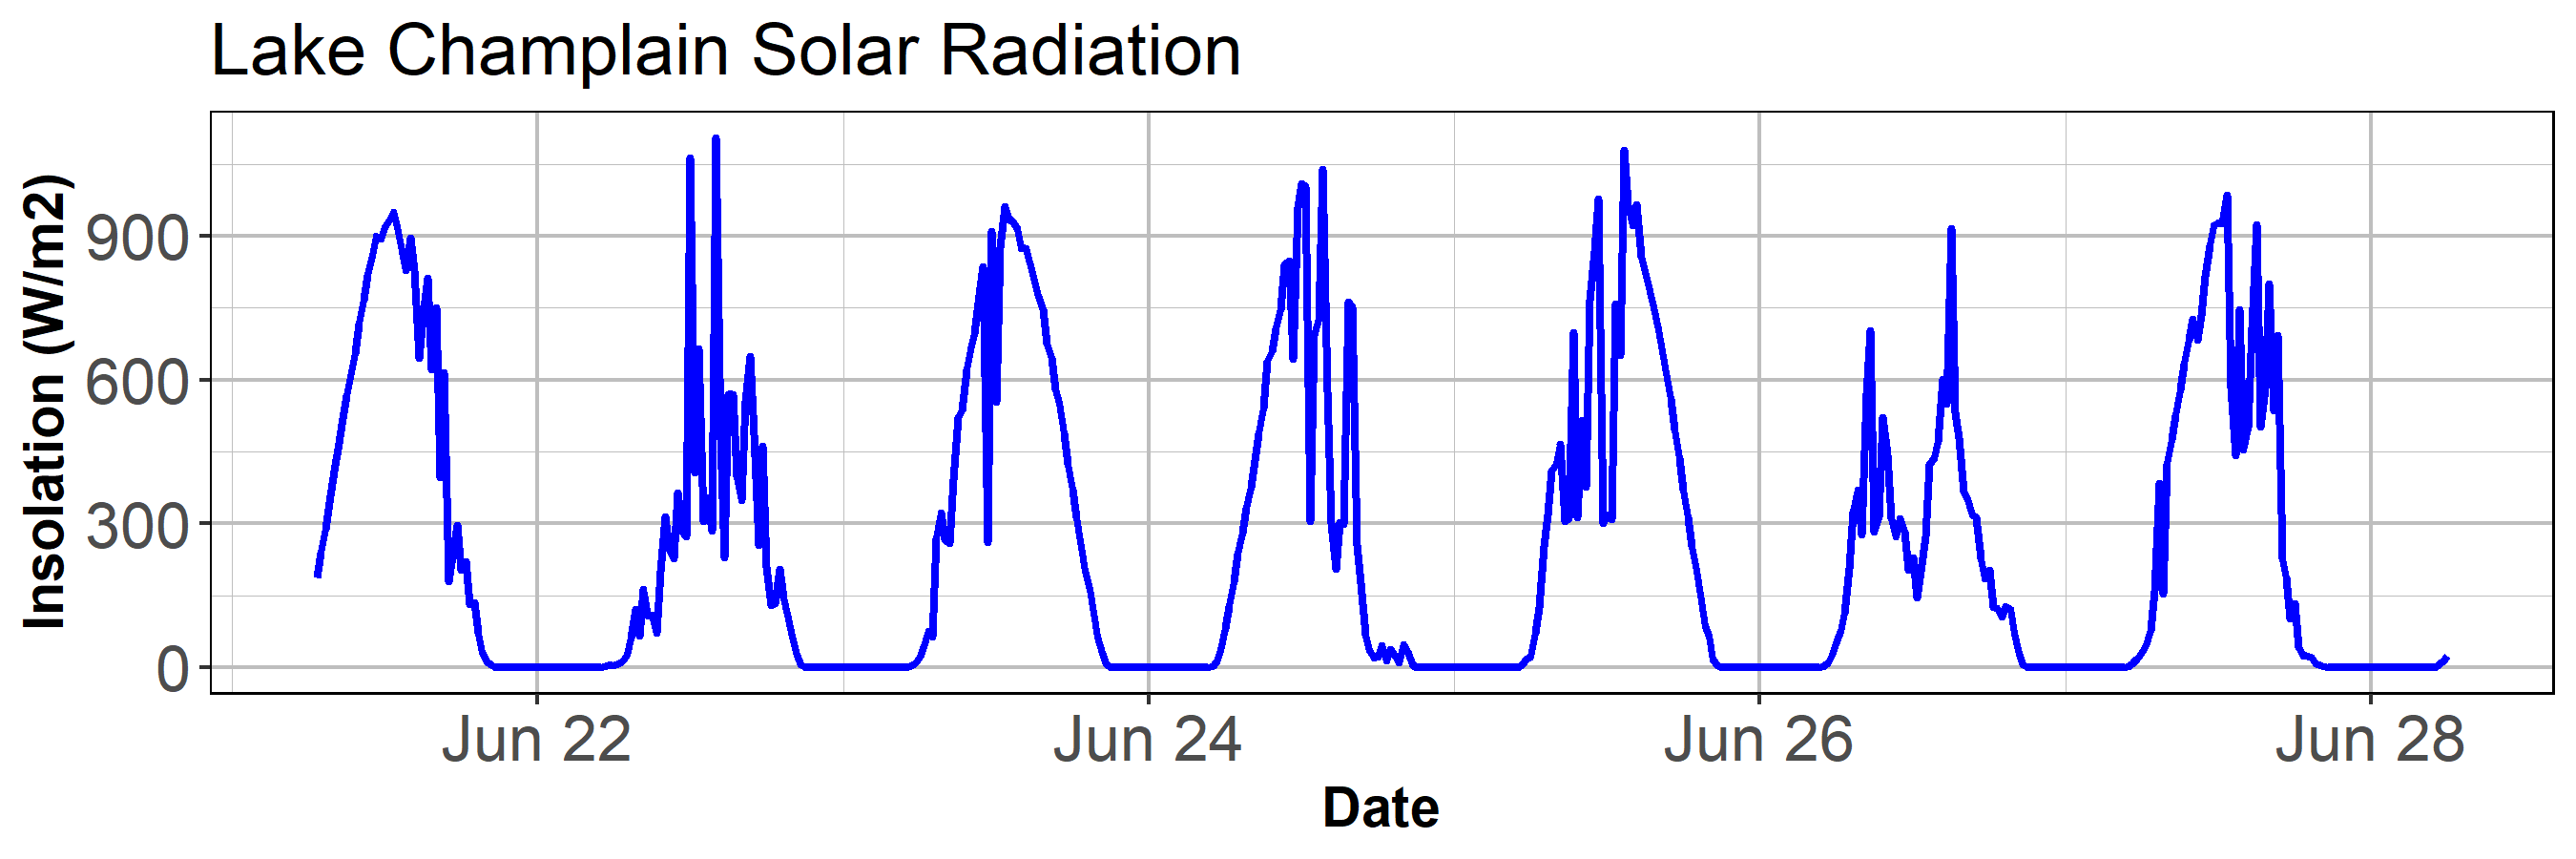 Lake Champlain Solar Radiation
Insolation (W/m2)
900
600
300
0
Jun 22 Jun 24 Jun 26 Jun 28
Date